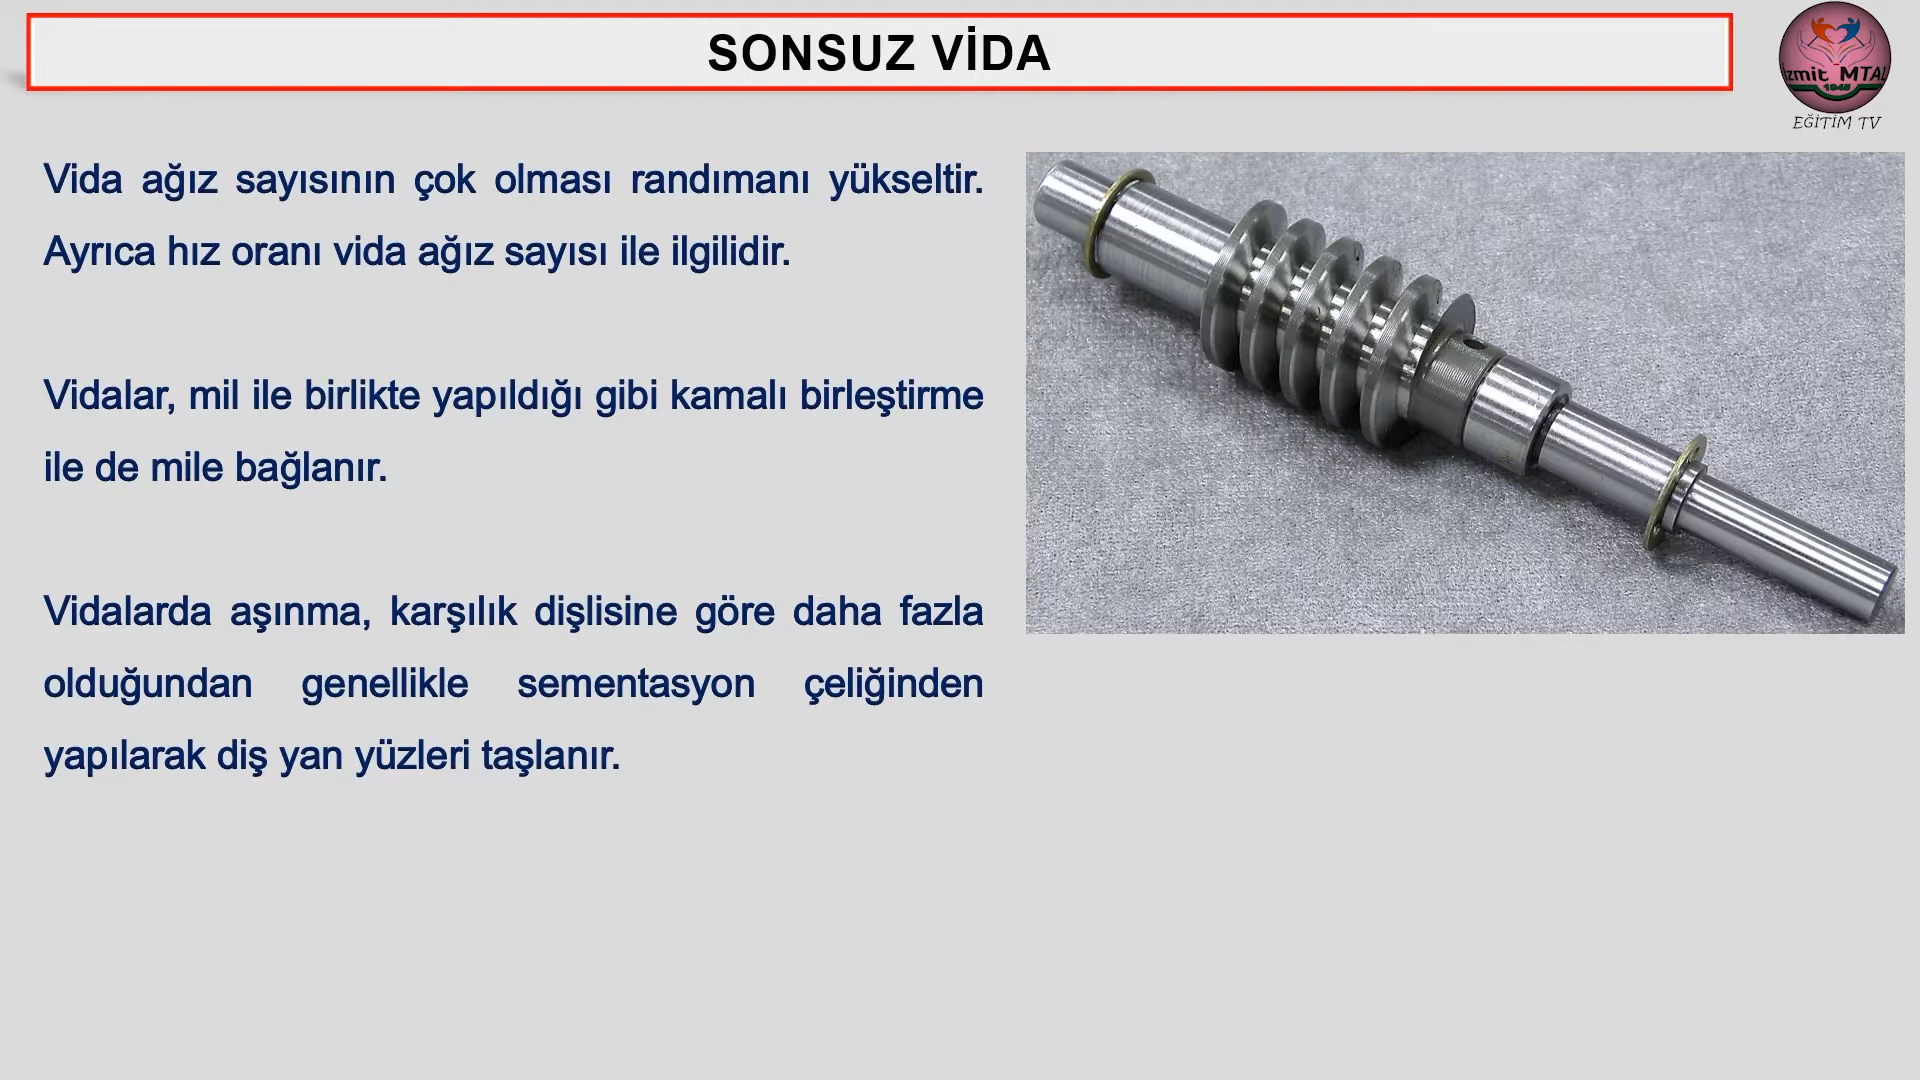 SONSUZ VİDA
İzmit MTAL
1945
EĞİTİM TV
Vida ağız sayısının çok olması randımanı yükseltir.
Ayrıca hız oranı vida ağız sayısı ile ilgilidir.
Vidalar, mil ile birlikte yapıldığı gibi kamalı birleştirme
ile de mile bağlanır.
Vidalarda aşınma, karşılık dişlisine göre daha fazla
olduğundan genellikle sementasyon çeliğinden
yapılarak diş yan yüzleri taşlanır.